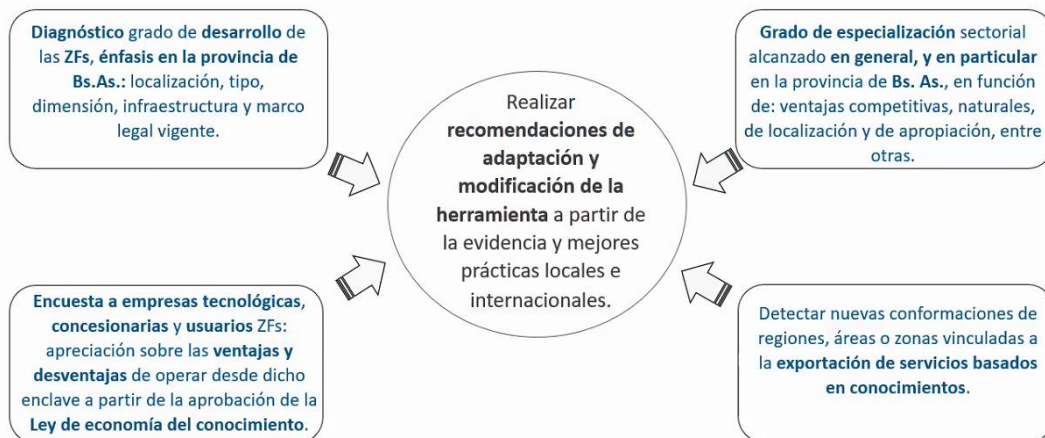 Diagnóstico grado de desarrollo de
las ZFs, énfasis en la provincia de
Bs.As.: localización, tipo,
dimensión, infraestructura y marco
legal vigente.
Grado de especialización sectorial
alcanzado en general, y en particular
en la provincia de Bs. As., en función
de: ventajas competitivas, naturales,
de localización y de apropiación, entre
otras.
Realizar
recomendaciones de
adaptación y
modificación de la
herramienta a partir de
la evidencia y mejores
prácticas locales e
internacionales.
Encuesta a empresas tecnológicas,
concesionarias y usuarios ZFs:
apreciación sobre las ventajas y
desventajas de operar desde dicho
enclave a partir de la aprobación de la
Ley de economía del conocimiento.
Detectar nuevas conformaciones de
regiones, áreas o zonas vinculadas a
la exportación de servicios basados
en conocimientos.